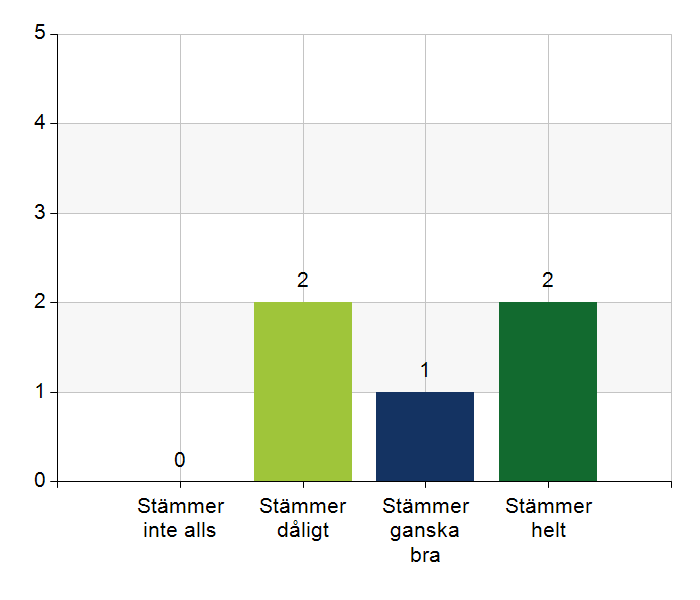 5
4
3
2
1
0
0
2
1
2
Stämmer
inte alls
Stämmer
dåligt
Stämmer
ganska
bra
Stämmer
helt